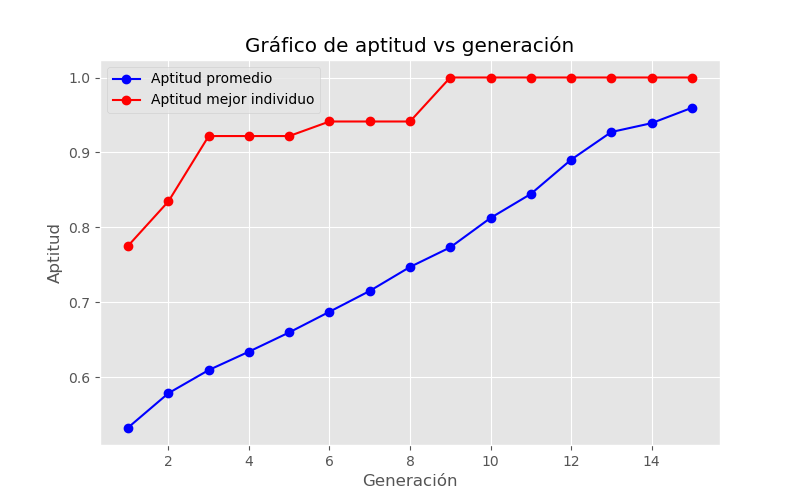 Gráfico de aptitud vs generación
Aptitud promedio
Aptitud mejor individuo
1.0
0.9
0.8
0.7
0.6
Aptitud
2 4 6 8 10 12 14
Generación